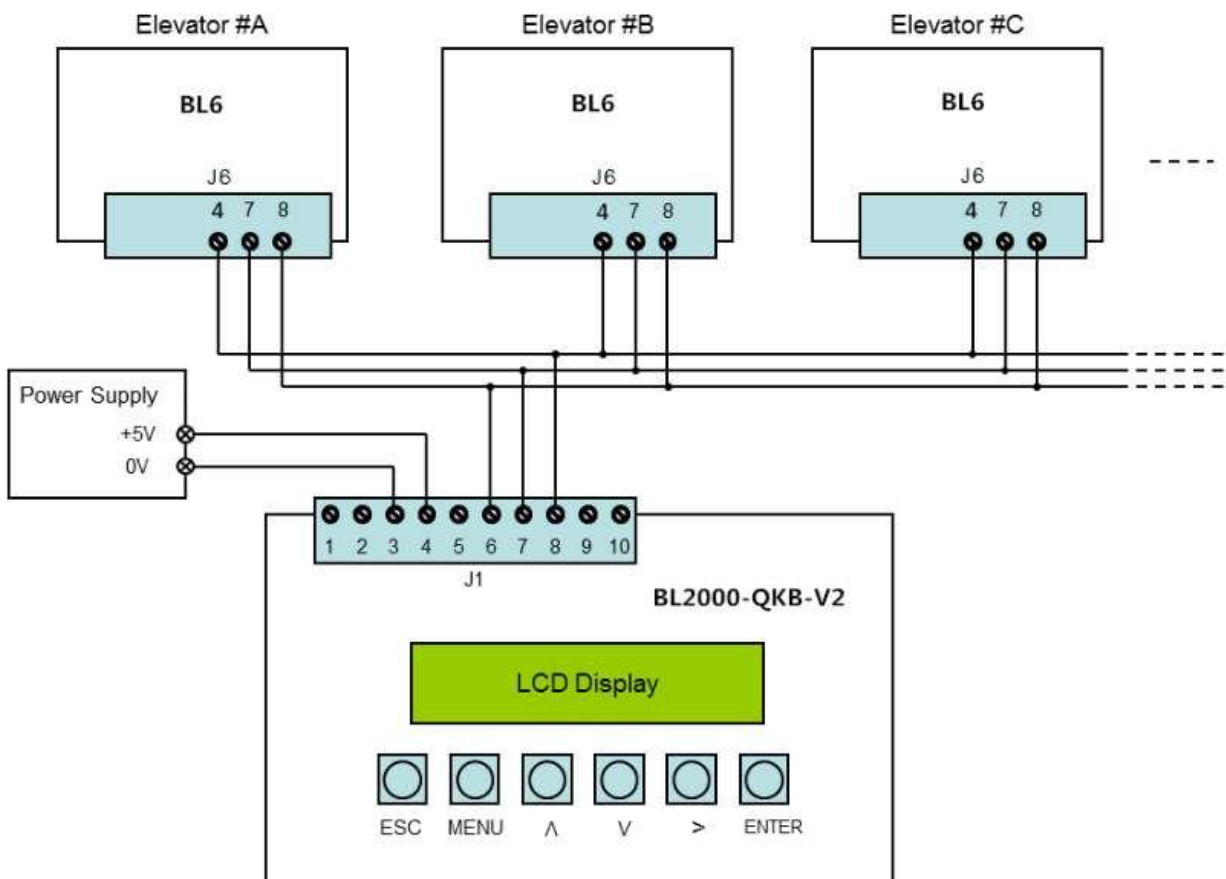 Elevator #A Elevator #B Elevator #C
BL6 BL6 BL6
J6 J6 J6
4 7 8 4 7 8 4 7 8
Power Supply
+5V
0V
1 2 3 4 5 6 7 8 9 10
J1
BL2000-QKB-V2
LCD Display
ESC MENU Λ V > ENTER